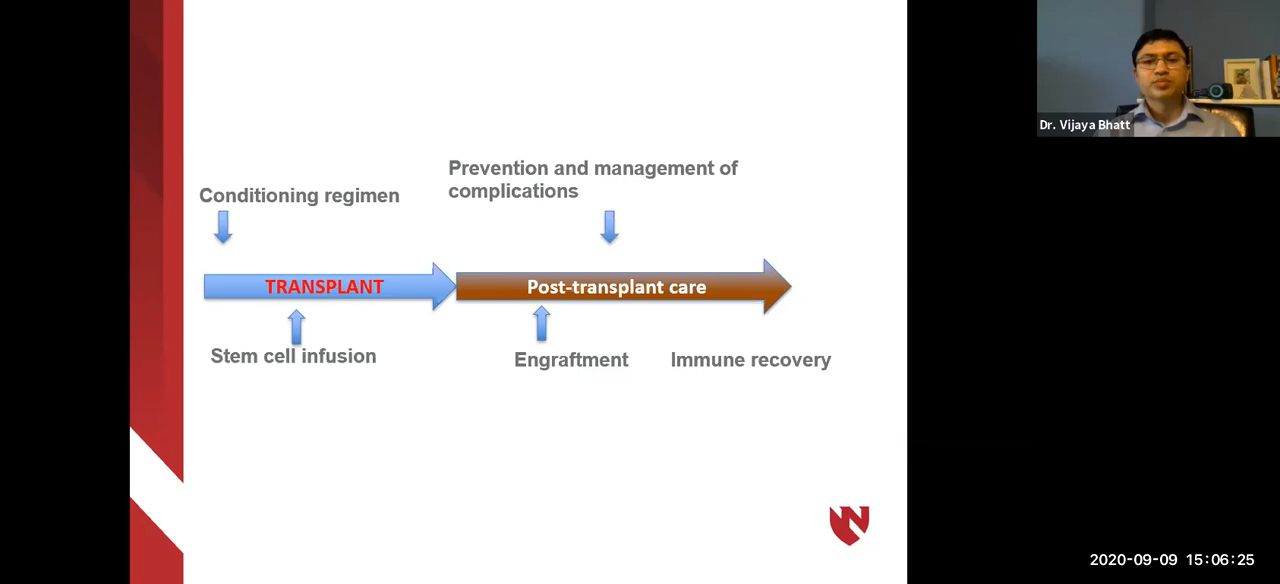 Conditioning regimen
Prevention and management of
complications
TRANSPLANT
Post-transplant care
Stem cell infusion
Engraftment
Immune recovery
Dr. Vijaya Bhatt
2020-09-09 15:06:25